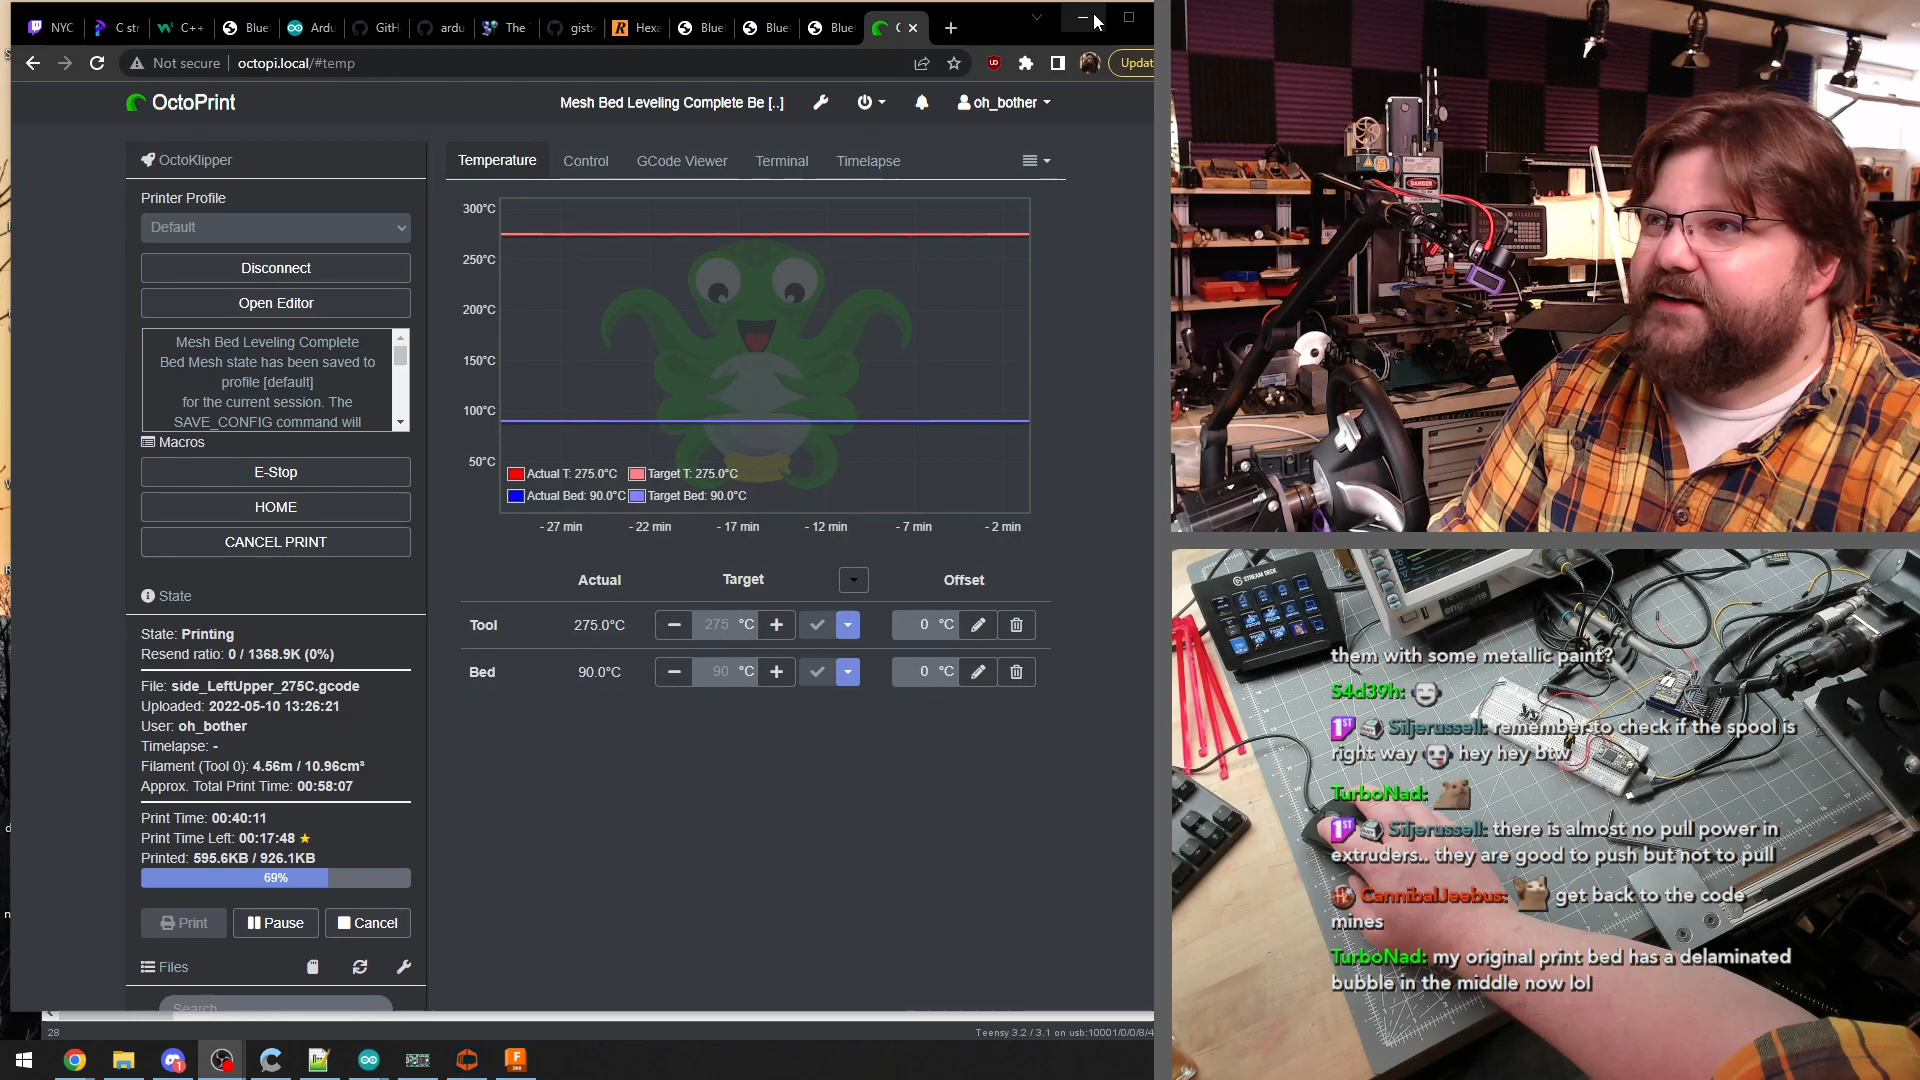 NYC
C str
C++
Bluet
Ardu
GitH
ardu
The
gist:
Hexa
Bluet
Bluet
Bluet
C
Not secure octopi.local/#temp
Updat
OctoPrint
Mesh Bed Leveling Complete Be [..]
oh_bother
OctoKlipper
Printer Profile
Default
Disconnect
Open Editor
Mesh Bed Leveling Complete
Bed Mesh state has been saved to
profile [default]
for the current session. The
SAVE_CONFIG command will
Macros
E-Stop
HOME
CANCEL PRINT
State
State: Printing
Resend ratio: 0 / 1368.9K (0%)
File: side_LeftUpper_275C.gcode
Uploaded: 2022-05-10 13:26:21
User: oh_bother
Timelapse: -
Filament (Tool 0): 4.56m / 10.96cm³
Approx. Total Print Time: 00:58:07
Print Time: 00:40:11
Print Time Left: 00:17:48
Printed: 595.6KB / 926.1KB
69%
Print
Pause
Cancel
Files
Search
Temperature
Control
GCode Viewer
Terminal
Timelapse
300°C
250°C
200°C
150°C
100°C
50°C
Actual T: 275.0°C
Target T: 275.0°C
Actual Bed: 90.0°C
Target Bed: 90.0°C
- 27 min
- 22 min
- 17 min
- 12 min
- 7 min
- 2 min
Actual
Target
Offset
Tool
275.0°C
275 °C
0 °C
Bed
90.0°C
90 °C
0 °C
28
Teensy 3.2 / 3.1 on usb:10001/0/0/8/4
DANGER
STREAM DECK
them with some metallic paint?
S4d39h:
Siljerussell: remember to check if the spool is
right way hey hey btw
TurboNad:
Siljerussell: there is almost no pull power in
extruders.. they are good to push but not to pull
CannibalJeebus: get back to the code
mines
TurboNad: my original print bed has a delaminated
bubble in the middle now lol